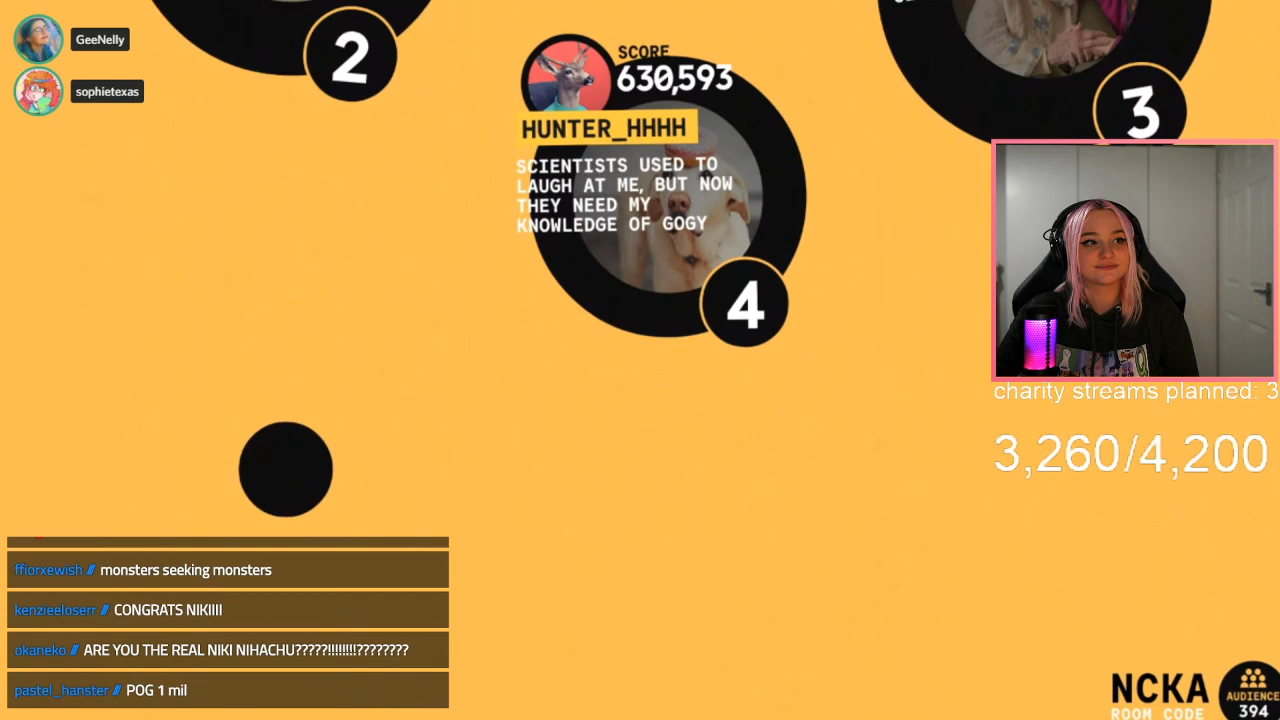 GeeNelly
sophietexas
2
SCORE
630,593
HUNTER_HHHH
SCIENTISTS USED TO
LAUGH AT ME, BUT NOW
THEY NEED MY
KNOWLEDGE OF GOGY
4
3
charity streams planned: 3
3,260/4,200
ffiorxewish // monsters seeking monsters
kenzieeloserr // CONGRATS NIKIIII
okaneko // ARE YOU THE REAL NIKI NIHACHU?????!!!!!!!!????????
pastel_hanster // POG 1 mil
NCKA
ROOM CODE
AUDIENCE
394